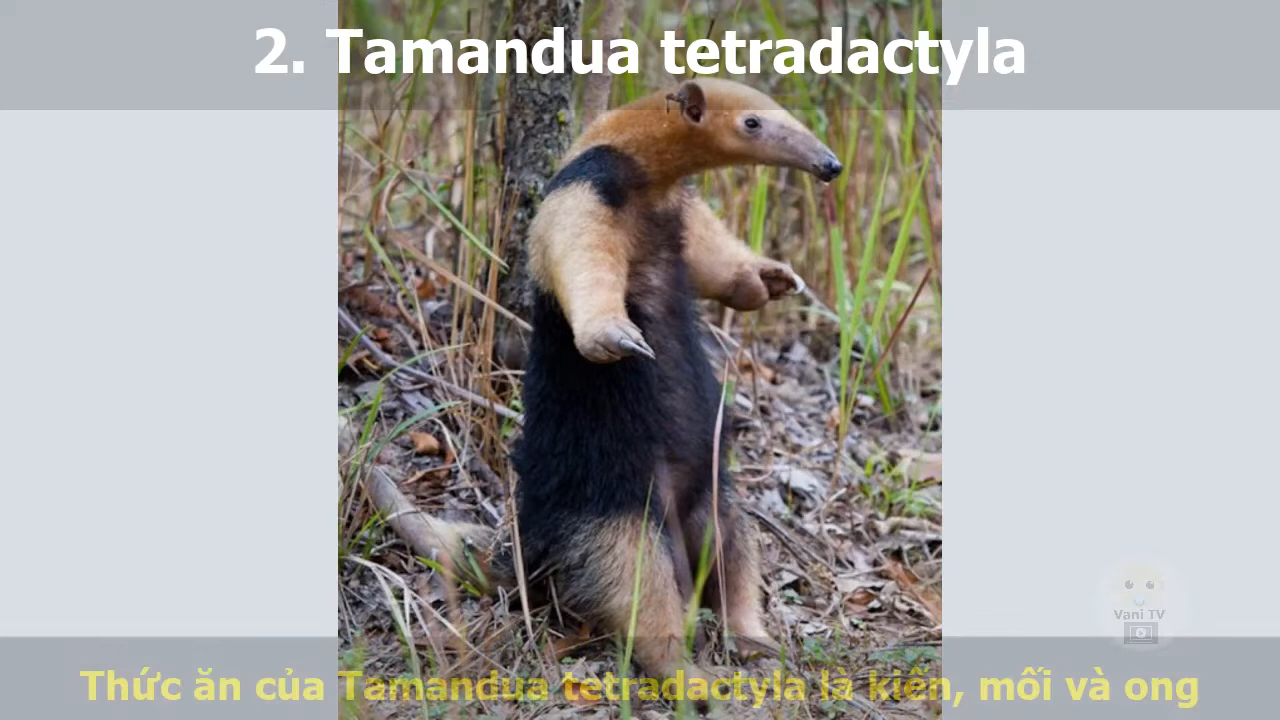 2. Tamandua tetradactyla
Vani TV
Thức ăn của Tamandua tetradactyla là kiến, mối và ong